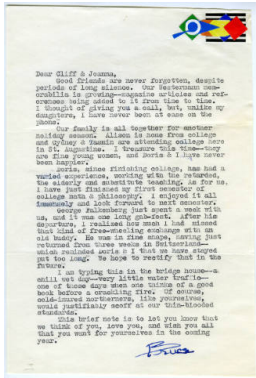 Dear Cliff & Joanna,
Good friends are never forgotten, despite
periods of long silence. Our Westermann mem-
orabilia is growing--magazine articles and ref-
erences being added to it from time to time.
I thought of giving you a call, but, unlike my
daughters, I have never been at ease on the
phone.
Our family is all together for another
holiday season. Alison is home from college
and Sydney & Tamsin are attending college here
in St. Augustine. I treasure this time--they
are fine young women, and Doris & I have never
been happier.
Doris, since finishing college, has had a
varied experience, working with the retarded,
the elderly and substitute teaching. As for us,
I have just finished my first semester of
college math & philosophy. I enjoyed it all
immensely and look forward to next semester.
George Falkenberg just spent a week with
us, and it was one long gab-fest. After his
departure, I realized how much I had missed
that kind of free-wheeling exchange with an
old buddy. He was in fine shape, having just
returned from three weeks in Switzerland--
which reminded Doris & I that we have stayed
put too long. We hope to rectify that in the
future.
I am typing this in the bridge house--a
chill wet day--very little water traffic--
one of those days when one thinks of a good
book before a crackling fire. Of course,
cold-inured northerners, like yourselves,
would justifiably scoff at our thin-blooded
standards.
This brief note is to let you know that
we think of you, love you, and wish you all
that you want for yourselves in the coming
year.
Bruce